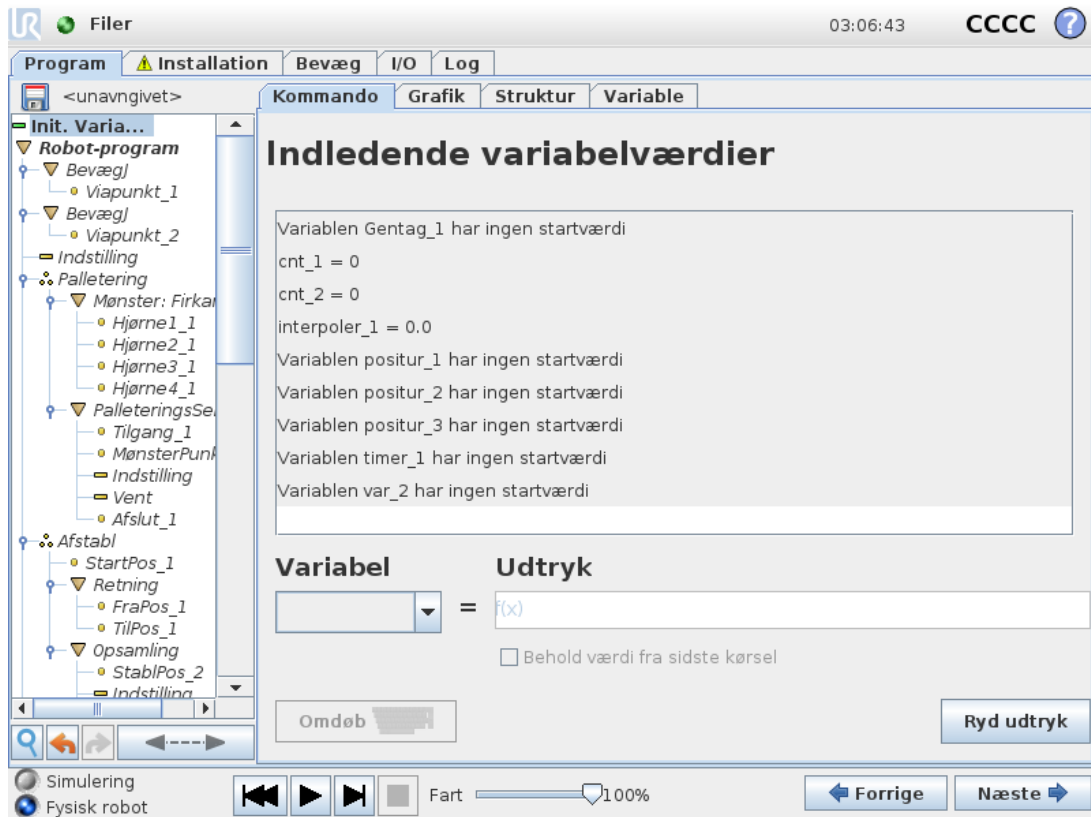 UR Filer 03:06:43 CCCC ?
Program Installation Bevæg I/O Log
<unavngivet>
Kommando Grafik Struktur Variable
Init. Varia...
Robot-program
BevægJ
Viapunkt_1
BevægJ
Viapunkt_2
Indstilling
Palletering
Mønster: Firkan
Hjørne1_1
Hjørne2_1
Hjørne3_1
Hjørne4_1
PalleteringsSe
Tilgang_1
MønsterPunk
Indstilling
Vent
Afslut_1
Afstabl
StartPos_1
Retning
FraPos_1
TilPos_1
Opsamling
StablPos_2
Indstilling
Indledende variabelværdier
Variablen Gentag_1 har ingen startværdi
cnt_1 = 0
cnt_2 = 0
interpoler_1 = 0.0
Variablen positur_1 har ingen startværdi
Variablen positur_2 har ingen startværdi
Variablen positur_3 har ingen startværdi
Variablen timer_1 har ingen startværdi
Variablen var_2 har ingen startværdi
Variabel Udtryk
= f(x)
Behold værdi fra sidste kørsel
Omdøb
Ryd udtryk
Simulering
Fysisk robot
Fart 100%
Forrige Næste